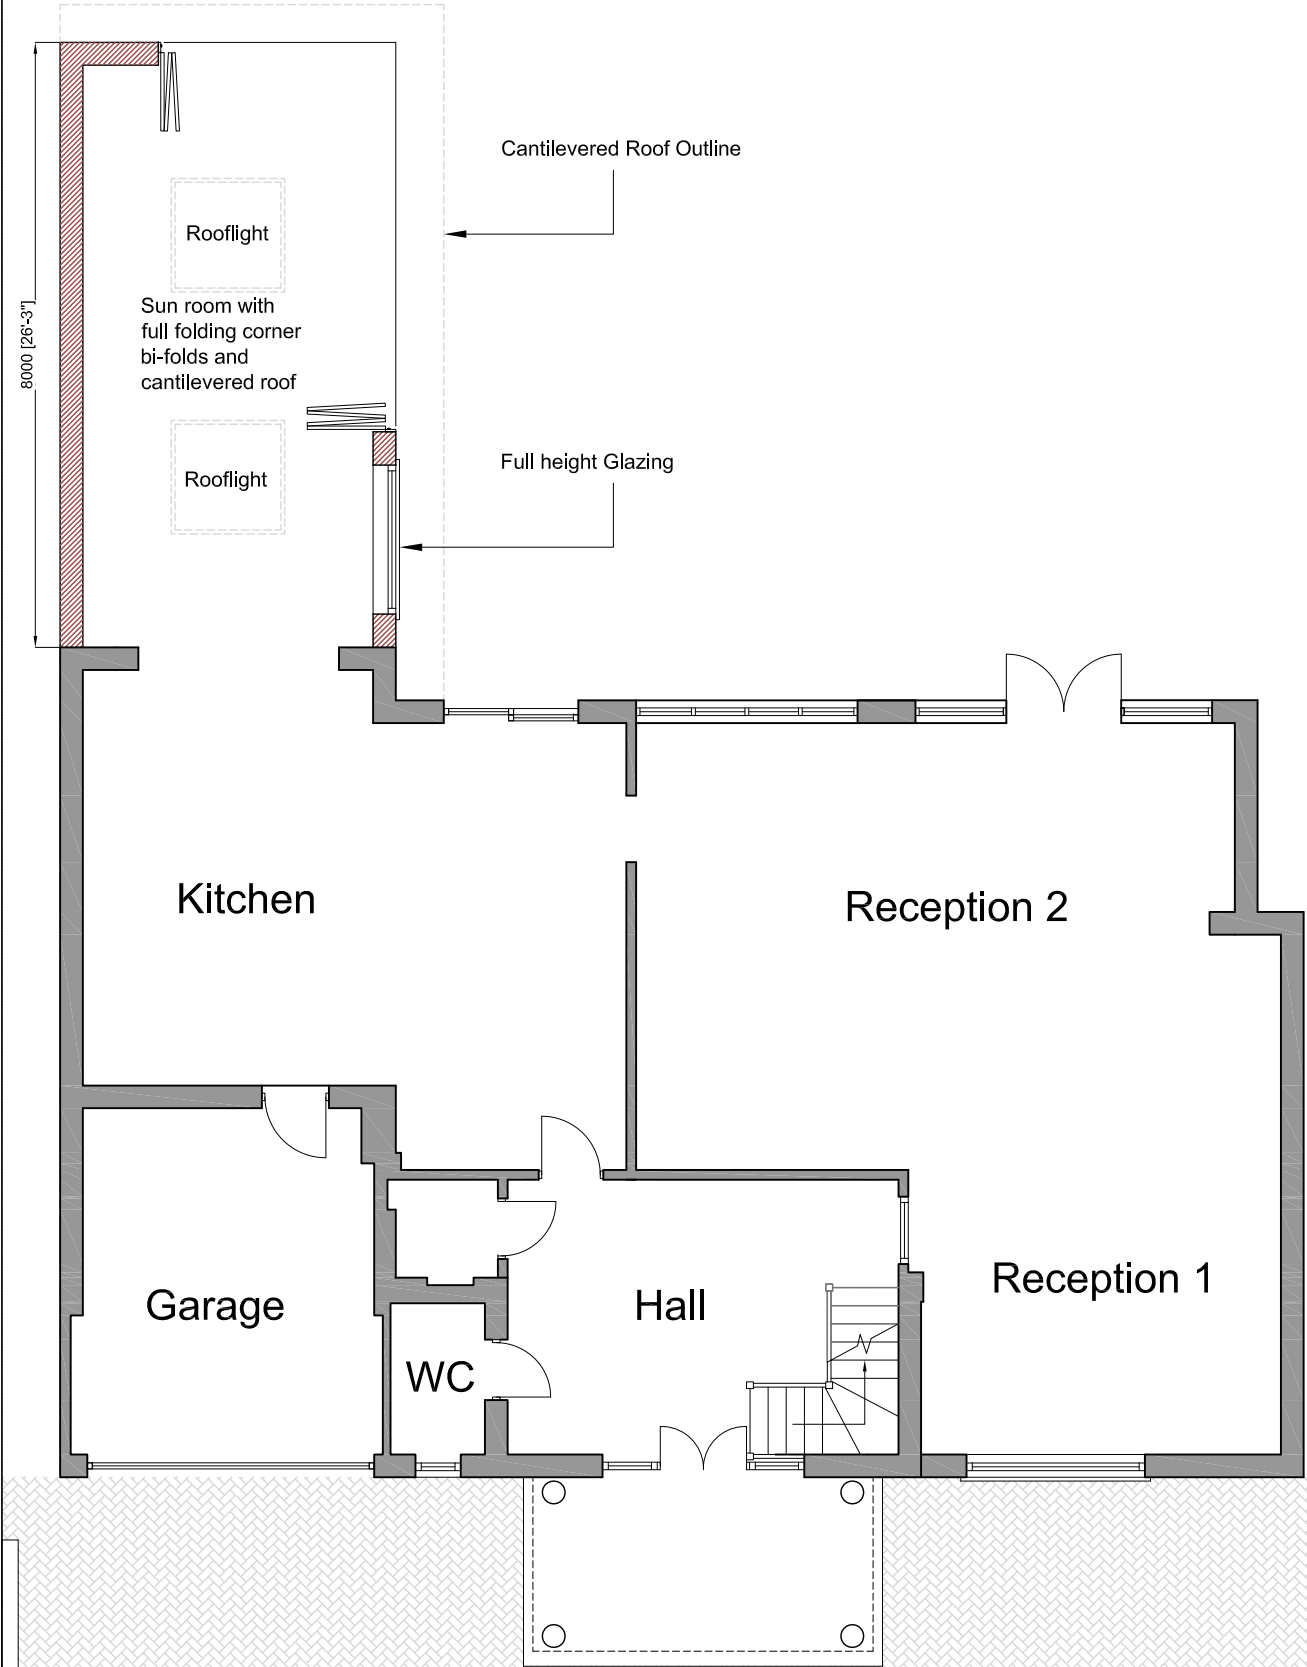 Cantilevered Roof Outline
Rooflight
Sun room with
full folding corner
bi-folds and
cantilevered roof
8000 [26'-3"]
Full height Glazing
Rooflight
Kitchen
Reception 2
Reception 1
Garage
Hall
WC